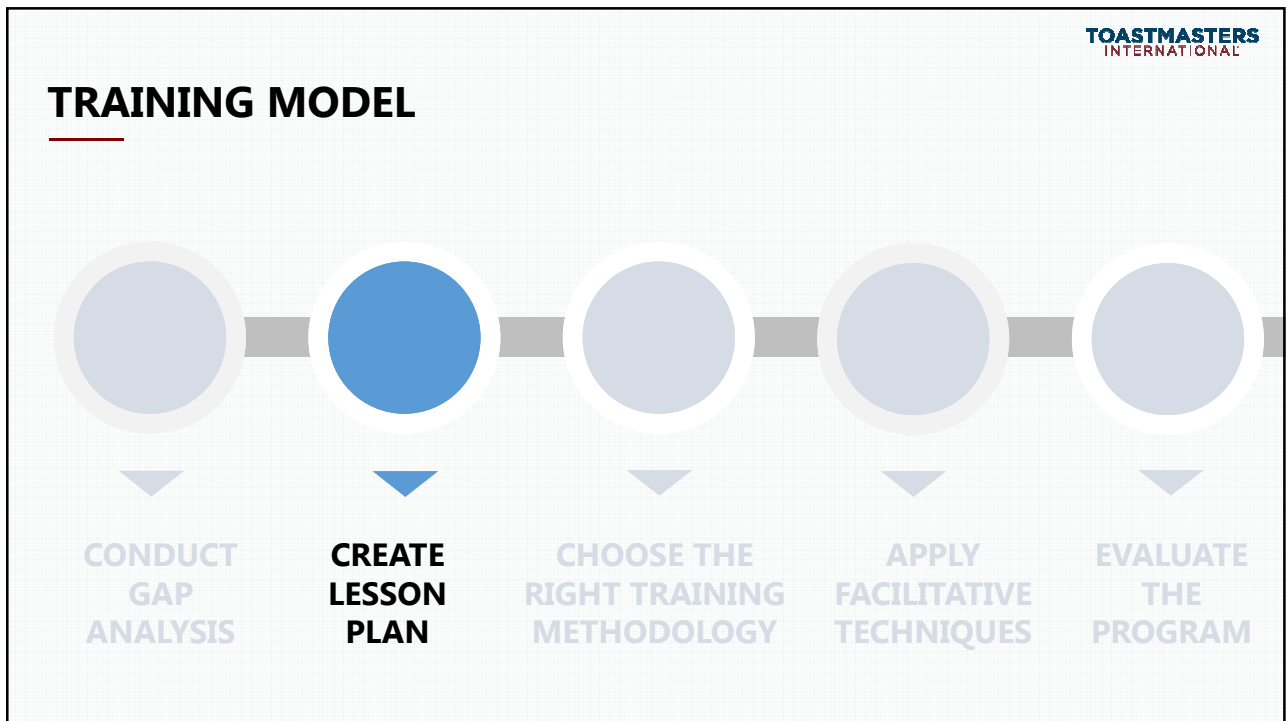 TOASTMASTERS
INTERNATIONAL
TRAINING MODEL
CONDUCT
GAP
ANALYSIS
CREATE
LESSON
PLAN
CHOOSE THE
RIGHT TRAINING
METHODOLOGY
APPLY
FACILITATIVE
TECHNIQUES
EVALUATE
THE
PROGRAM